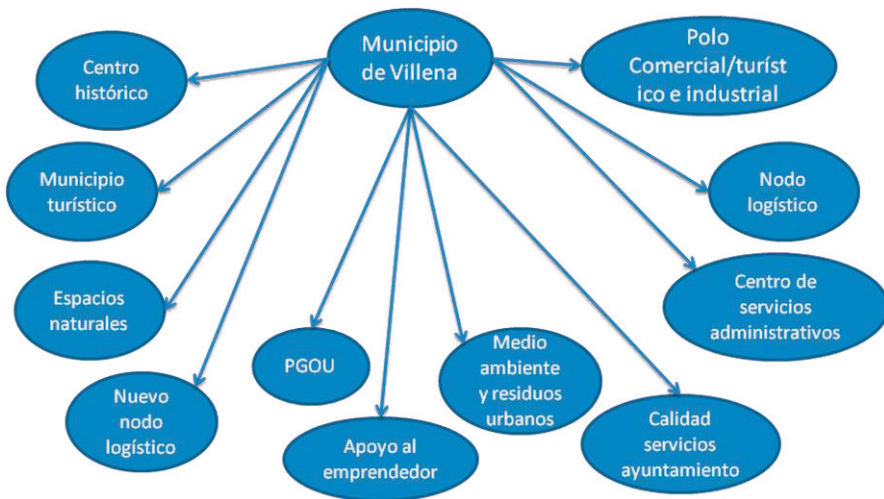 Municipio
de Villena
Centro
histórico
Polo
Comercial/turíst
ico e industrial
Municipio
turístico
Nodo
logístico
Espacios
naturales
Centro de
servicios
administrativos
PGOU
Medio
ambiente
y residuos
urbanos
Nuevo
nodo
logístico
Apoyo al
emprendedor
Calidad
servicios
ayuntamiento